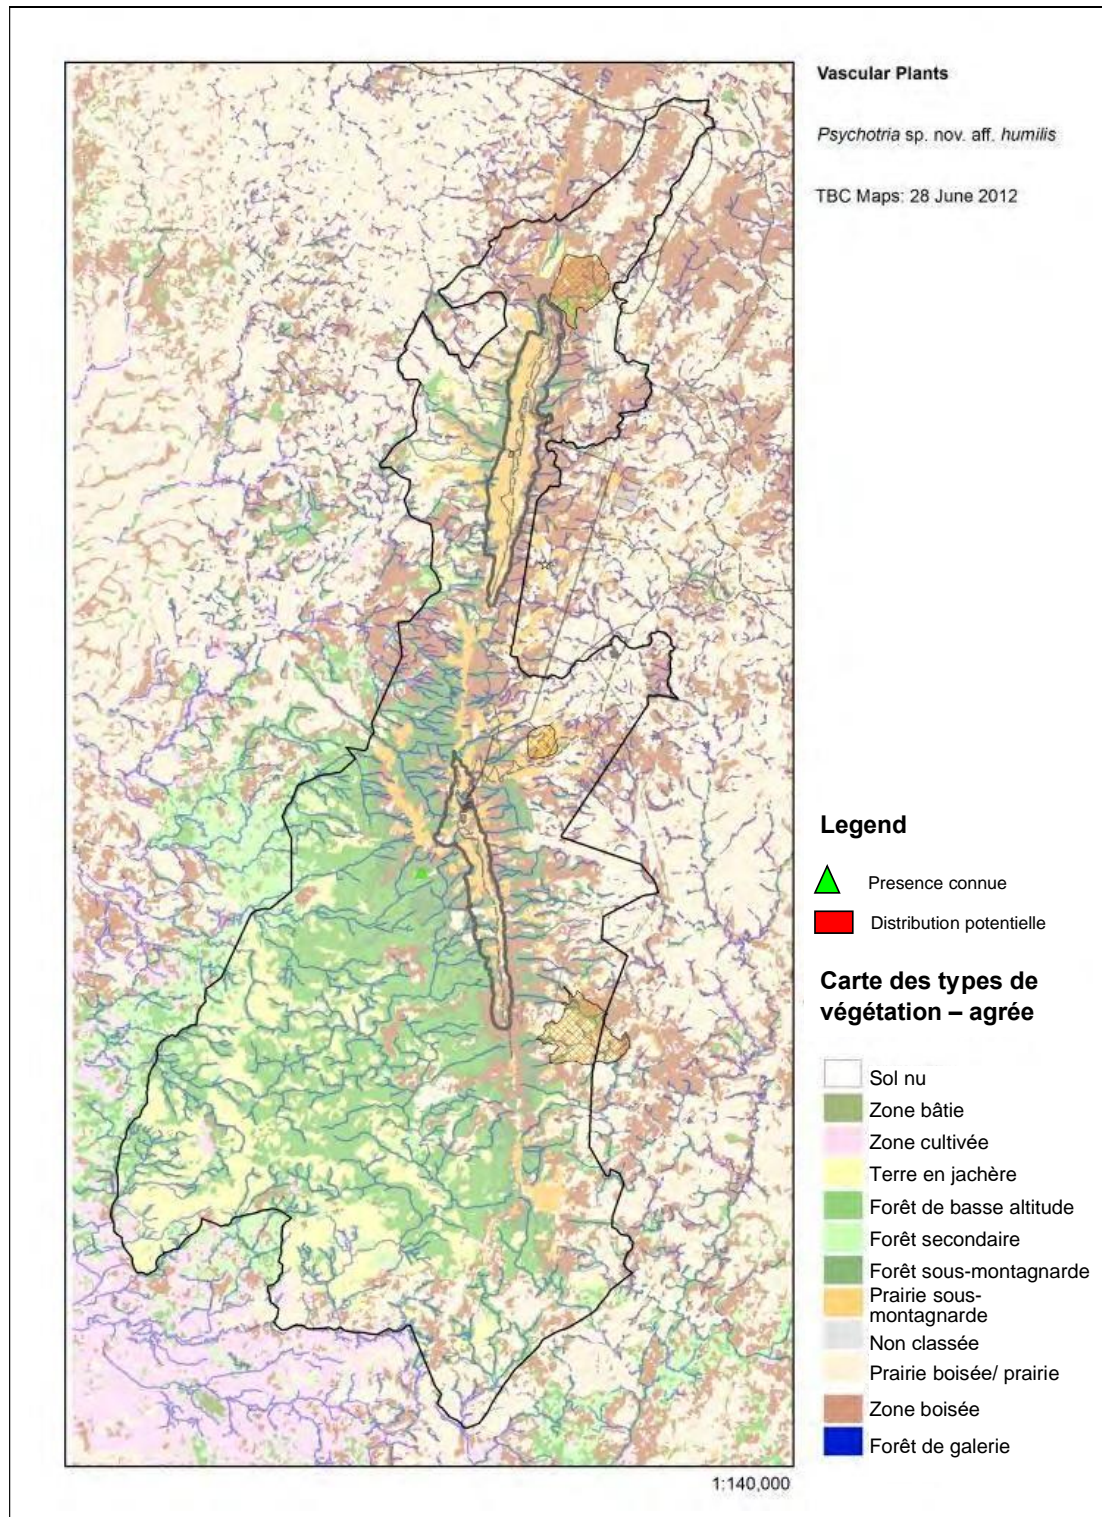 Vascular Plants
Psychotria sp. nov. aff. humilis
TBC Maps: 28 June 2012
Legend
Presence connue
Distribution potentielle
Carte des types de
végétation – agrée
Sol nu
Zone bâtie
Zone cultivée
Terre en jachère
Forêt de basse altitude
Forêt secondaire
Forêt sous-montagnarde
Prairie sous-
montagnarde
Non classée
Prairie boisée/ prairie
Zone boisée
Forêt de galerie
1:140,000